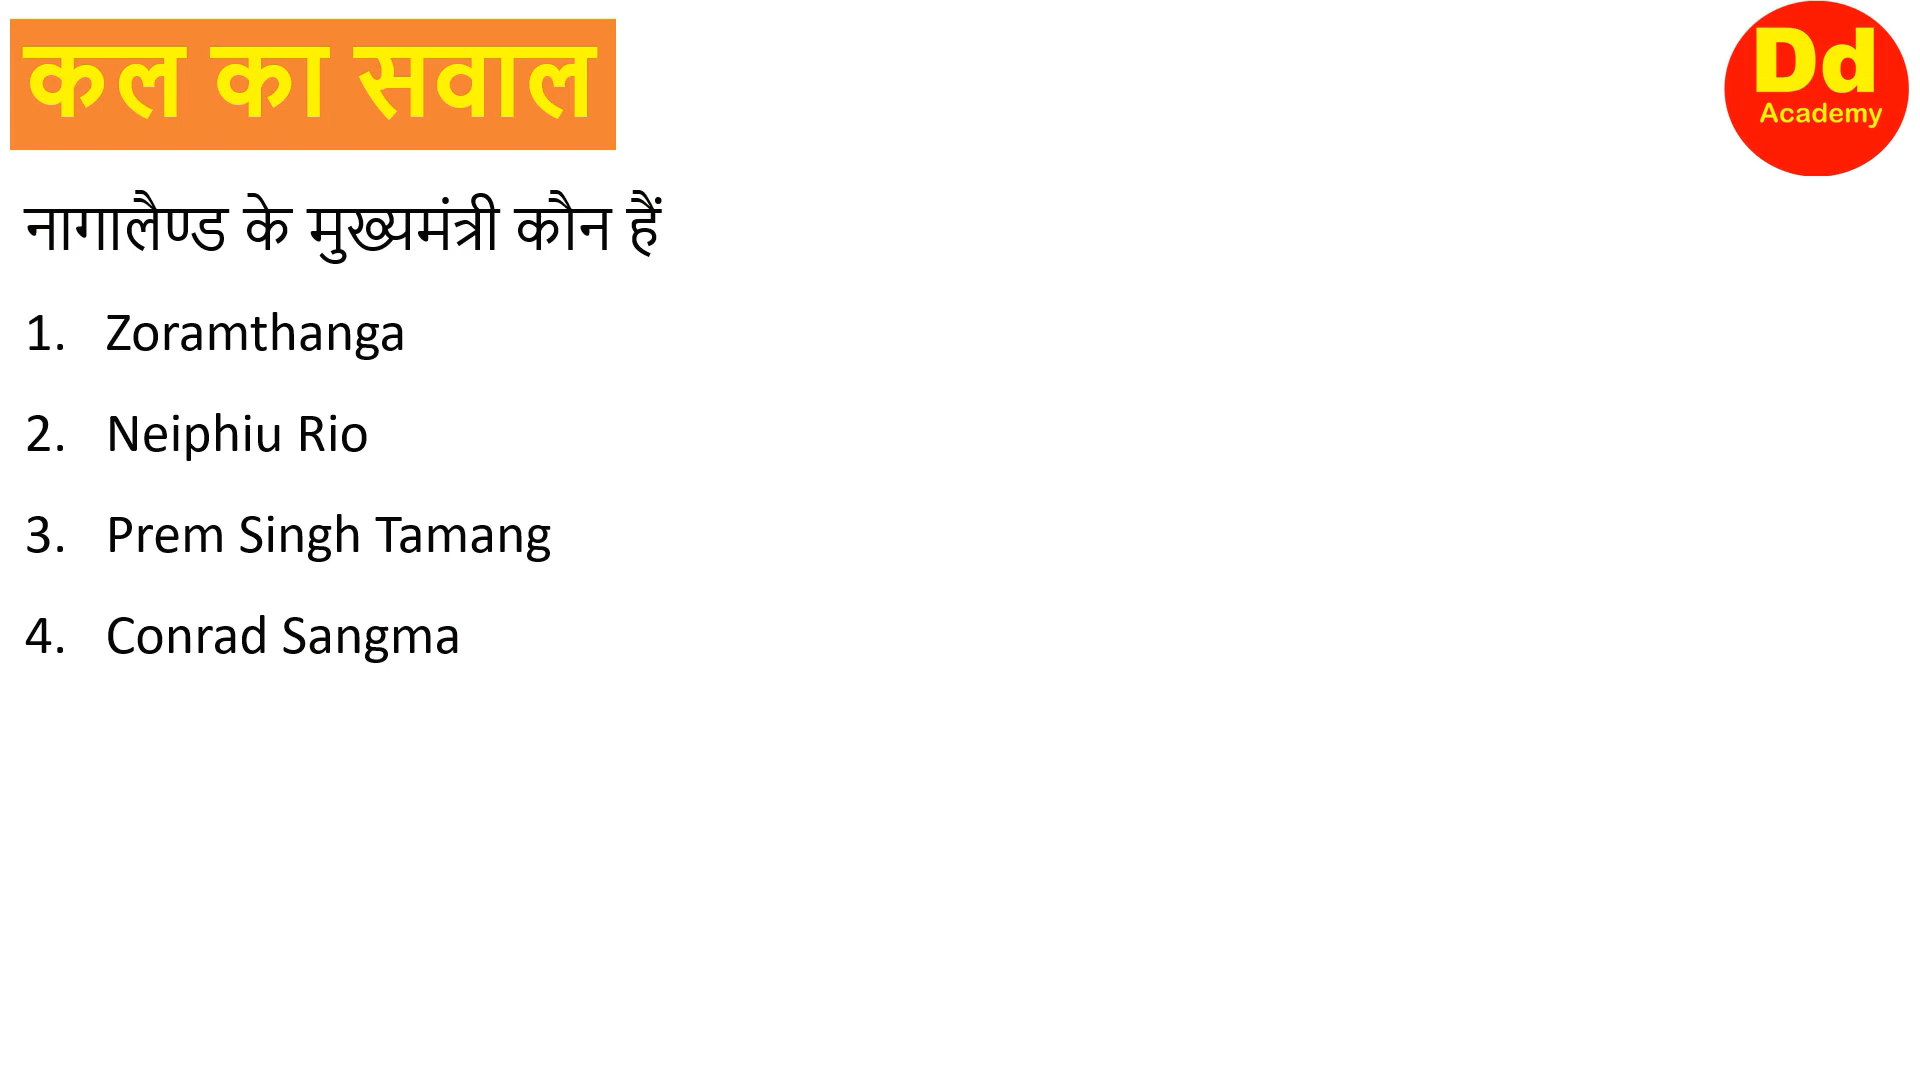 कल का सवाल
Dd
Academy
नागालैण्ड के मुख्यमंत्री कौन हैं
1. Zoramthanga
2. Neiphiu Rio
3. Prem Singh Tamang
4. Conrad Sangma